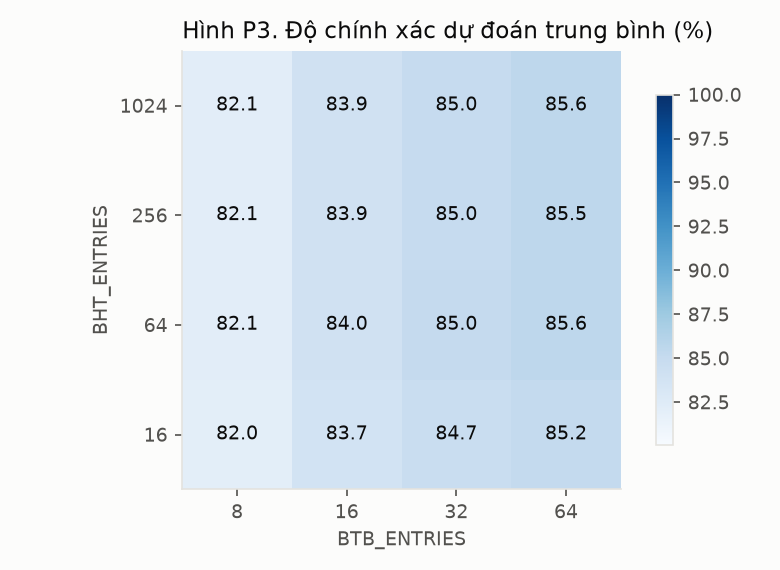 Hình P3. Độ chính xác dự đoán trung bình (%)
1024 82.1 83.9 85.0 85.6
256 82.1 83.9 85.0 85.5
64 82.1 84.0 85.0 85.6
16 82.0 83.7 84.7 85.2
8 16 32 64
BTB_ENTRIES
BHT_ENTRIES
100.0
97.5
95.0
92.5
90.0
87.5
85.0
82.5